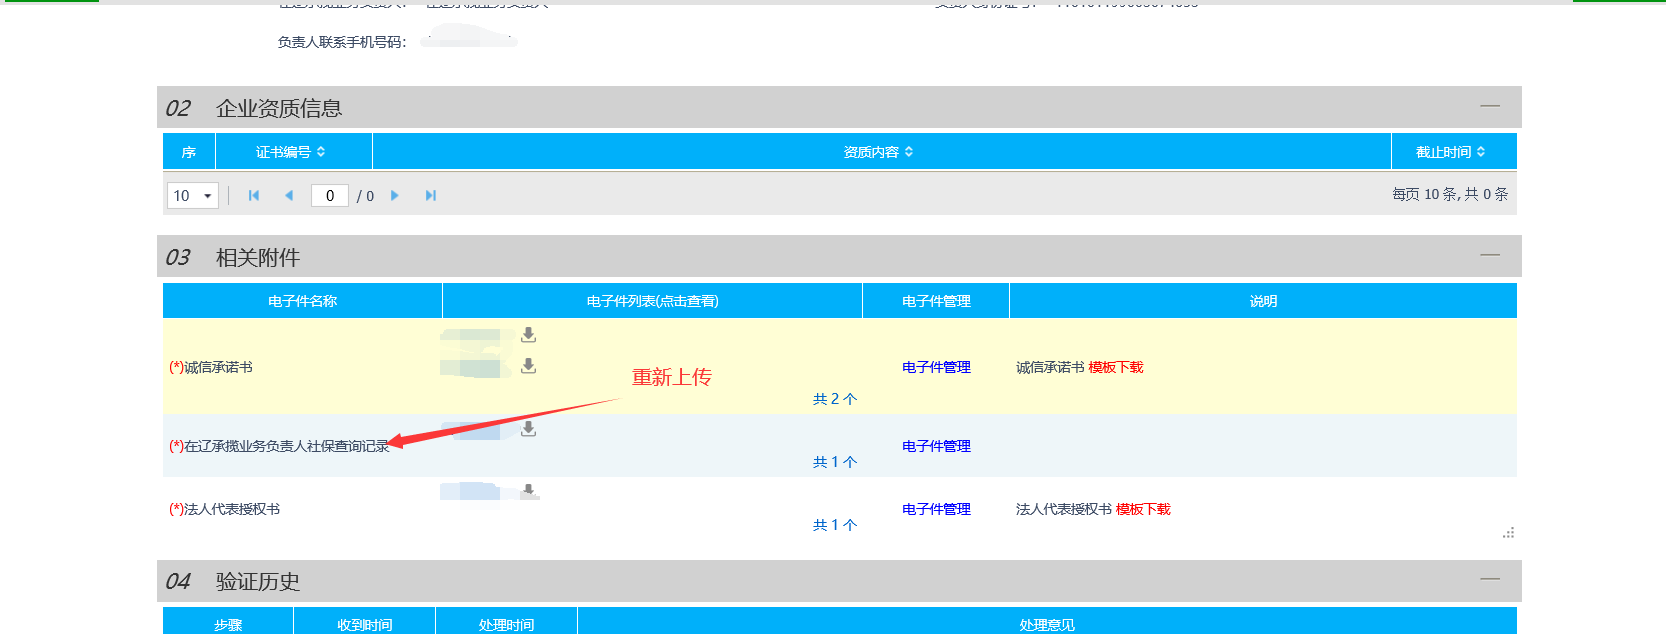 负责人联系手机号码：
02 企业资质信息
序 证书编号 资质内容 截止时间
10 0 / 0 每页 10 条, 共 0 条
03 相关附件
电子件名称 电子件列表(点击查看) 电子件管理 说明
(*)诚信承诺书 电子件管理 诚信承诺书 模板下载
重新上传
共 2 个
(*)在辽承揽业务负责人社保查询记录 电子件管理
共 1 个
(*)法人代表授权书 电子件管理 法人代表授权书 模板下载
共 1 个
04 验证历史
步骤 收到时间 处理时间 处理意见